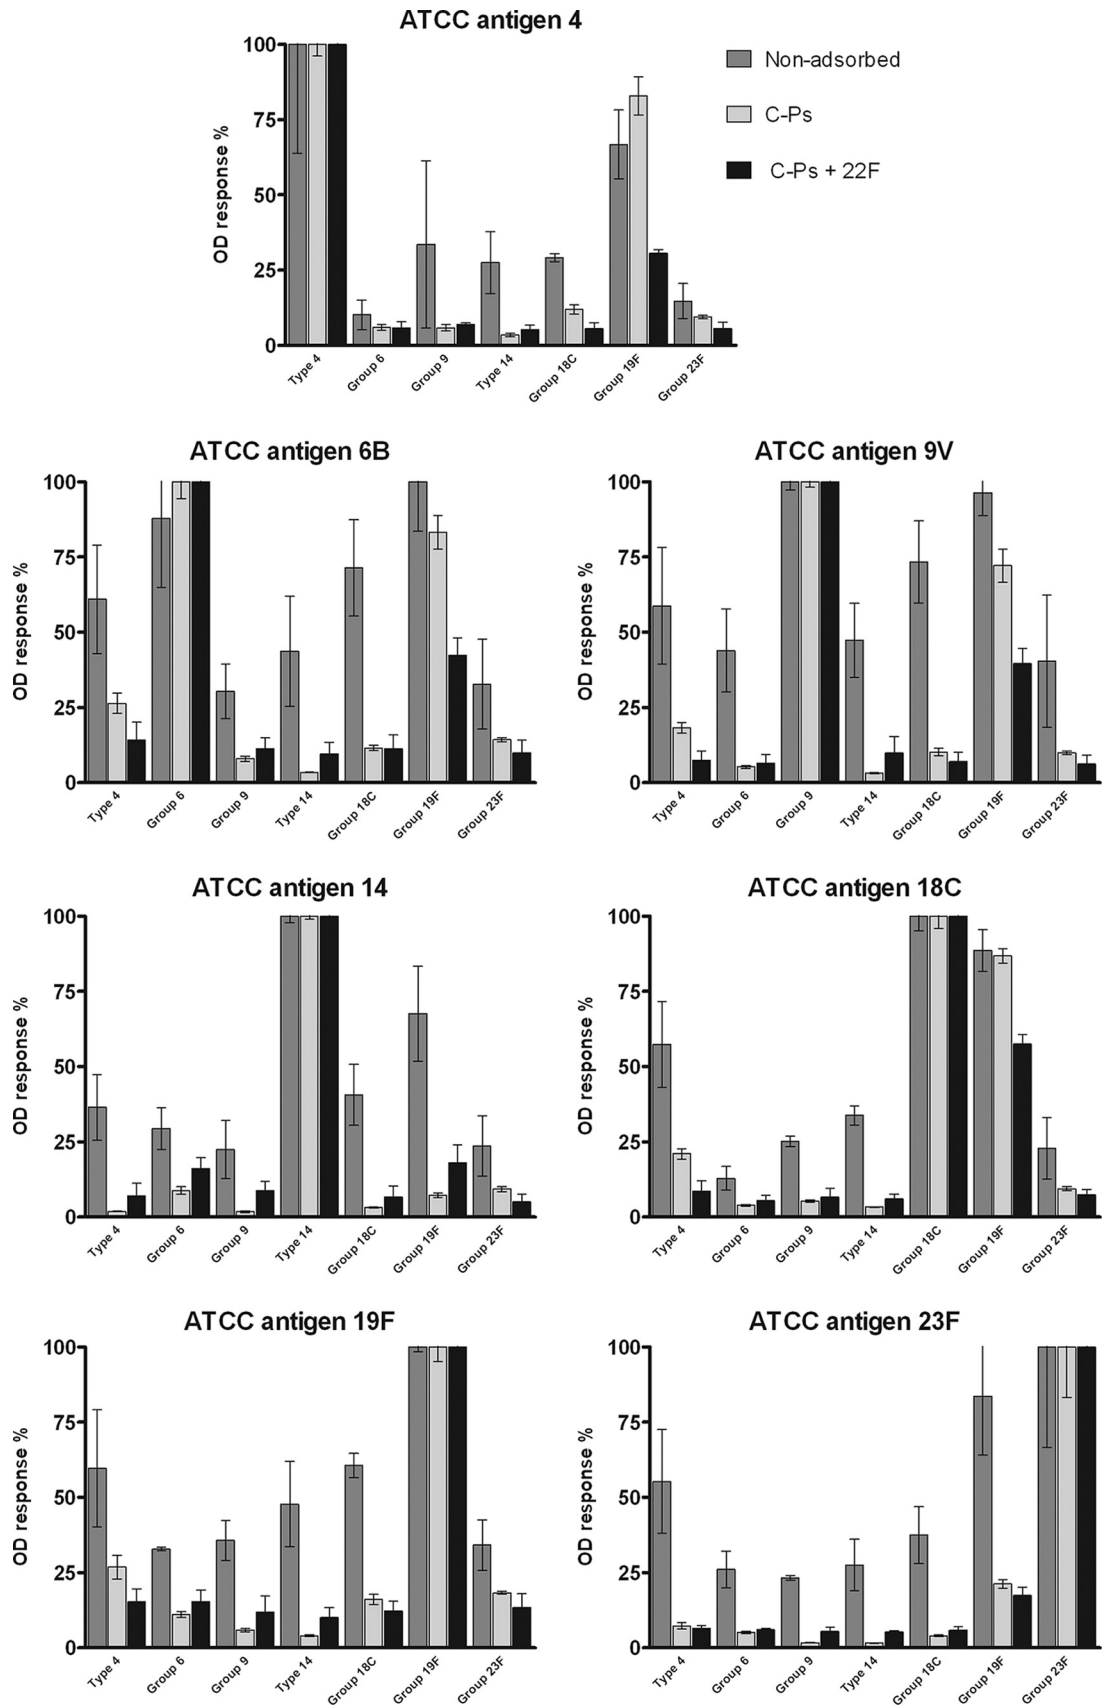 ATCC antigen 4
OD response %
100
75
50
25
0
Type 4
Group 6
Group 9
Type 14
Group 18C
Group 19F
Group 23F
Non-adsorbed
C-Ps
C-Ps + 22F
ATCC antigen 6B
OD response %
100
75
50
25
0
Type 4
Group 6
Group 9
Type 14
Group 18C
Group 19F
Group 23F
ATCC antigen 9V
OD response %
100
75
50
25
0
Type 4
Group 6
Group 9
Type 14
Group 18C
Group 19F
Group 23F
ATCC antigen 14
OD response %
100
75
50
25
0
Type 4
Group 6
Group 9
Type 14
Group 18C
Group 19F
Group 23F
ATCC antigen 18C
OD response %
100
75
50
25
0
Type 4
Group 6
Group 9
Type 14
Group 18C
Group 19F
Group 23F
ATCC antigen 19F
OD response %
100
75
50
25
0
Type 4
Group 6
Group 9
Type 14
Group 18C
Group 19F
Group 23F
ATCC antigen 23F
OD response %
100
75
50
25
0
Type 4
Group 6
Group 9
Type 14
Group 18C
Group 19F
Group 23F